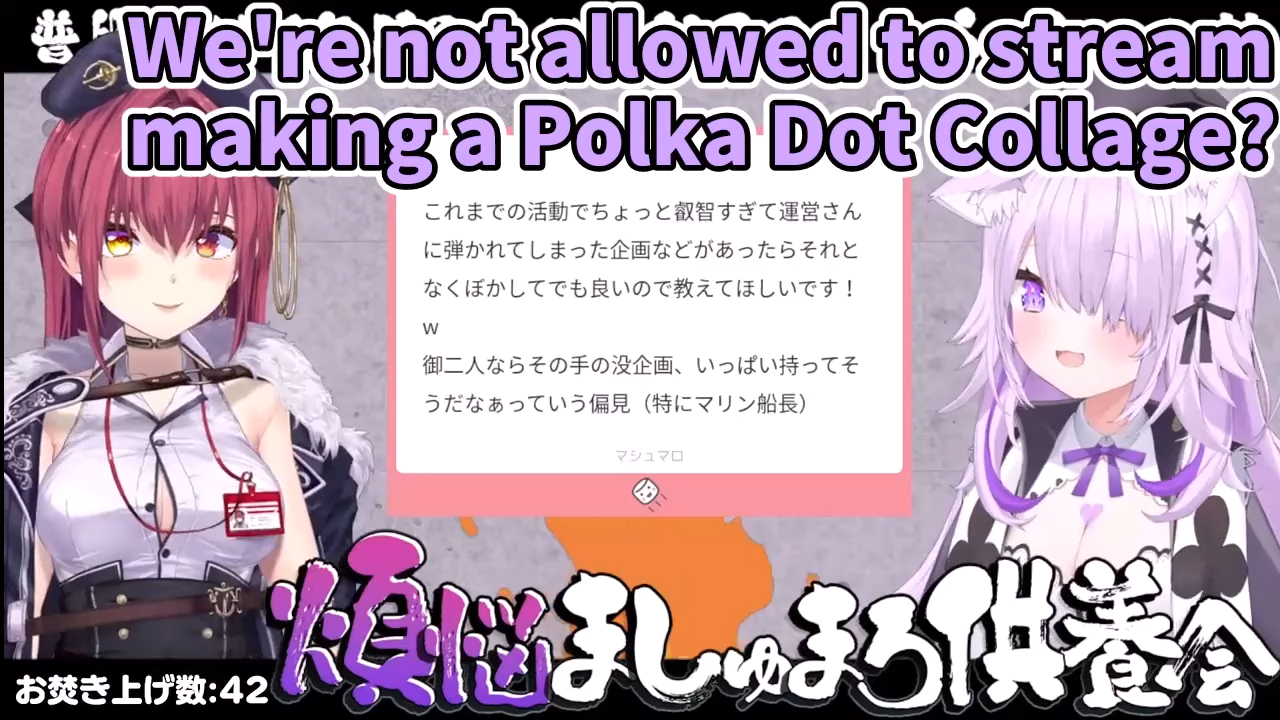 We're not allowed to stream
making a Polka Dot Collage?
これまでの活動でちょっと叡智すぎて運営さん
に弾かれてしまった企画などがあったらそれと
なくぼかしてでも良いので教えてほしいです！
w
御二人ならその手の没企画、いっぱい持ってそ
うだなぁっていう偏見（特にマリン船長）
マシュマロ
煩悩ましゅまろ供養会
お焚き上げ数:42